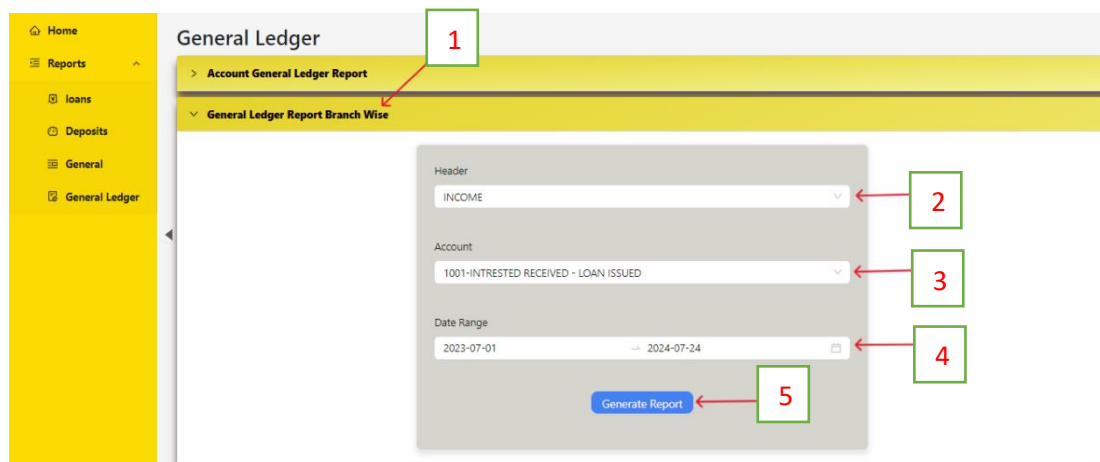 Home
Reports
loans
Deposits
General
General Ledger
General Ledger
1
Account General Ledger Report
General Ledger Report Branch Wise
Header
INCOME
2
Account
1001-INTRESTED RECEIVED - LOAN ISSUED
3
Date Range
2023-07-01 → 2024-07-24
4
Generate Report
5